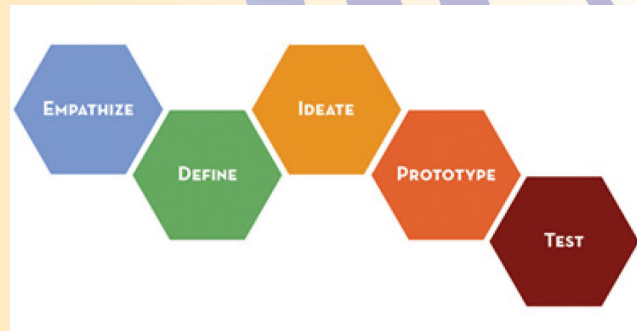 EMPATHIZE
DEFINE
IDEATE
PROTOTYPE
TEST